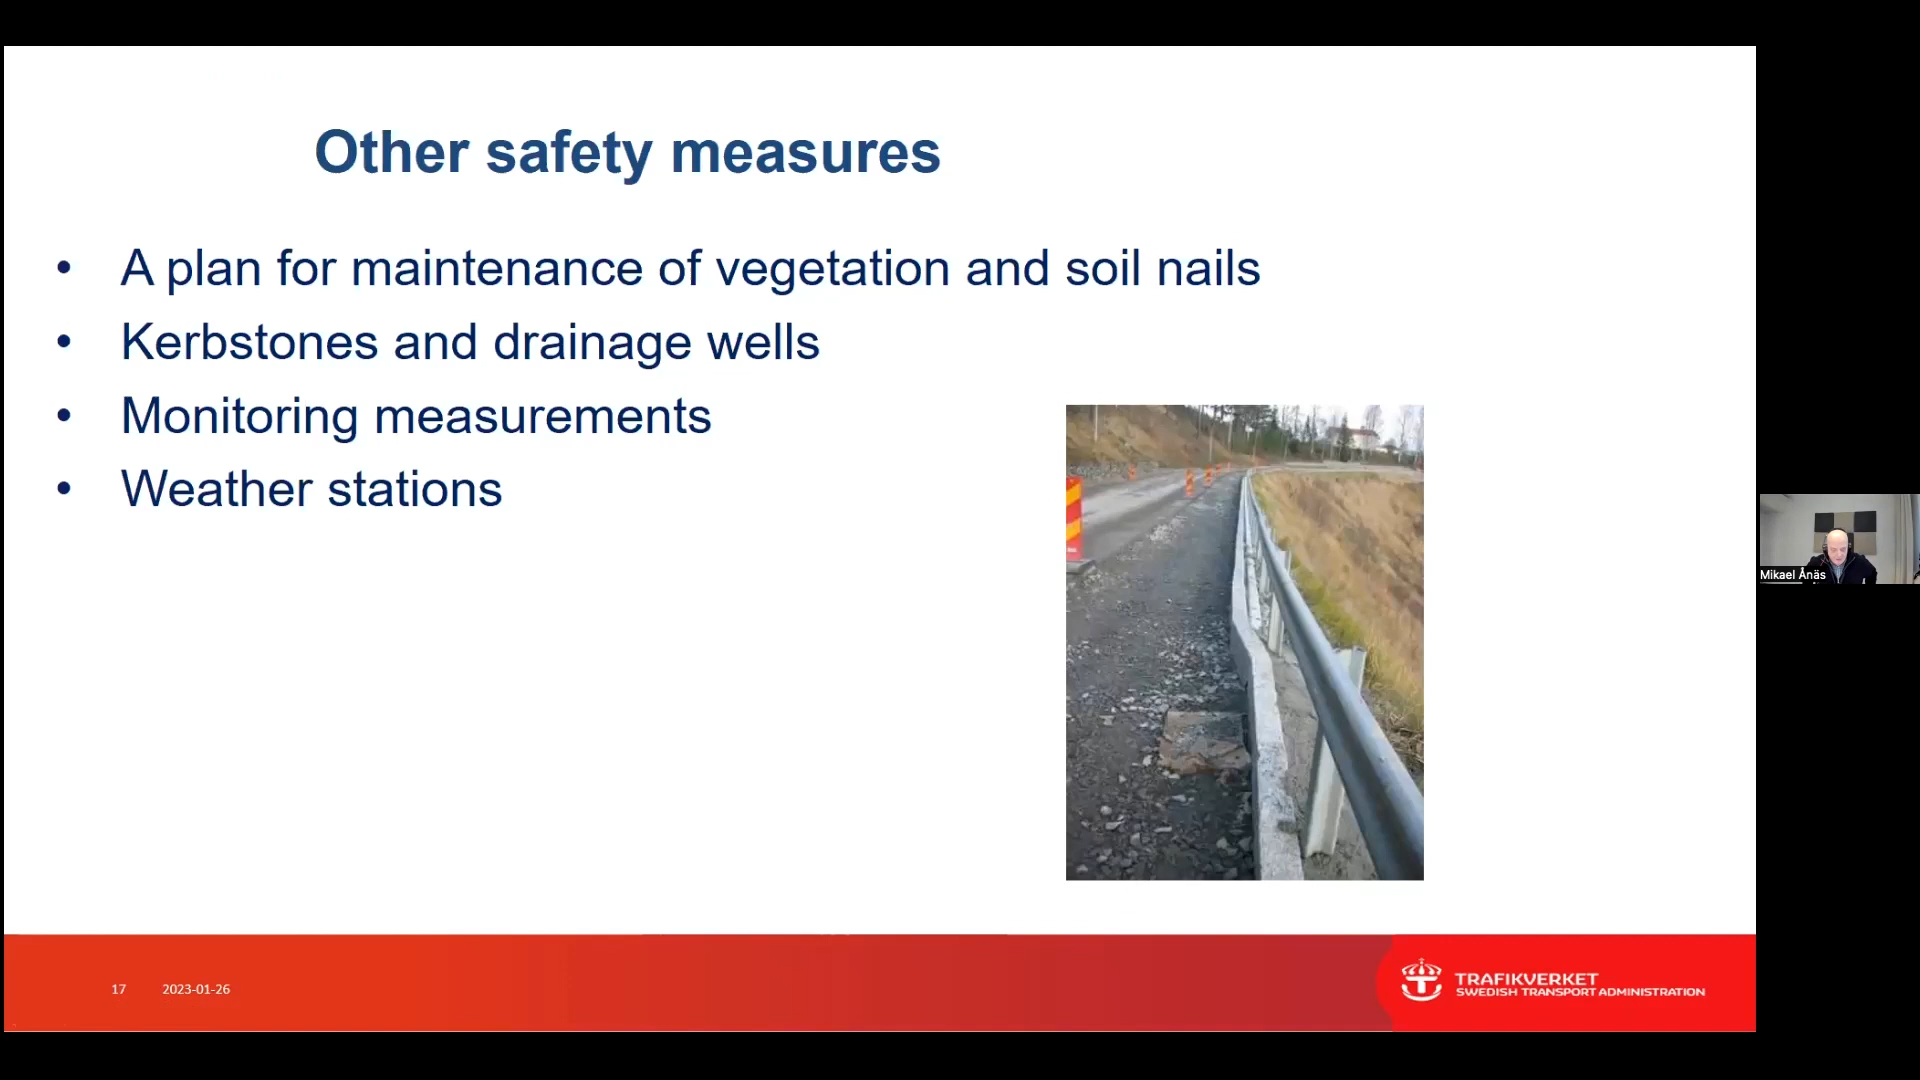 Other safety measures
• A plan for maintenance of vegetation and soil nails
• Kerbstones and drainage wells
• Monitoring measurements
• Weather stations
Mikael Ånäs
17 2023-01-26
TRAFIKVERKET
SWEDISH TRANSPORT ADMINISTRATION